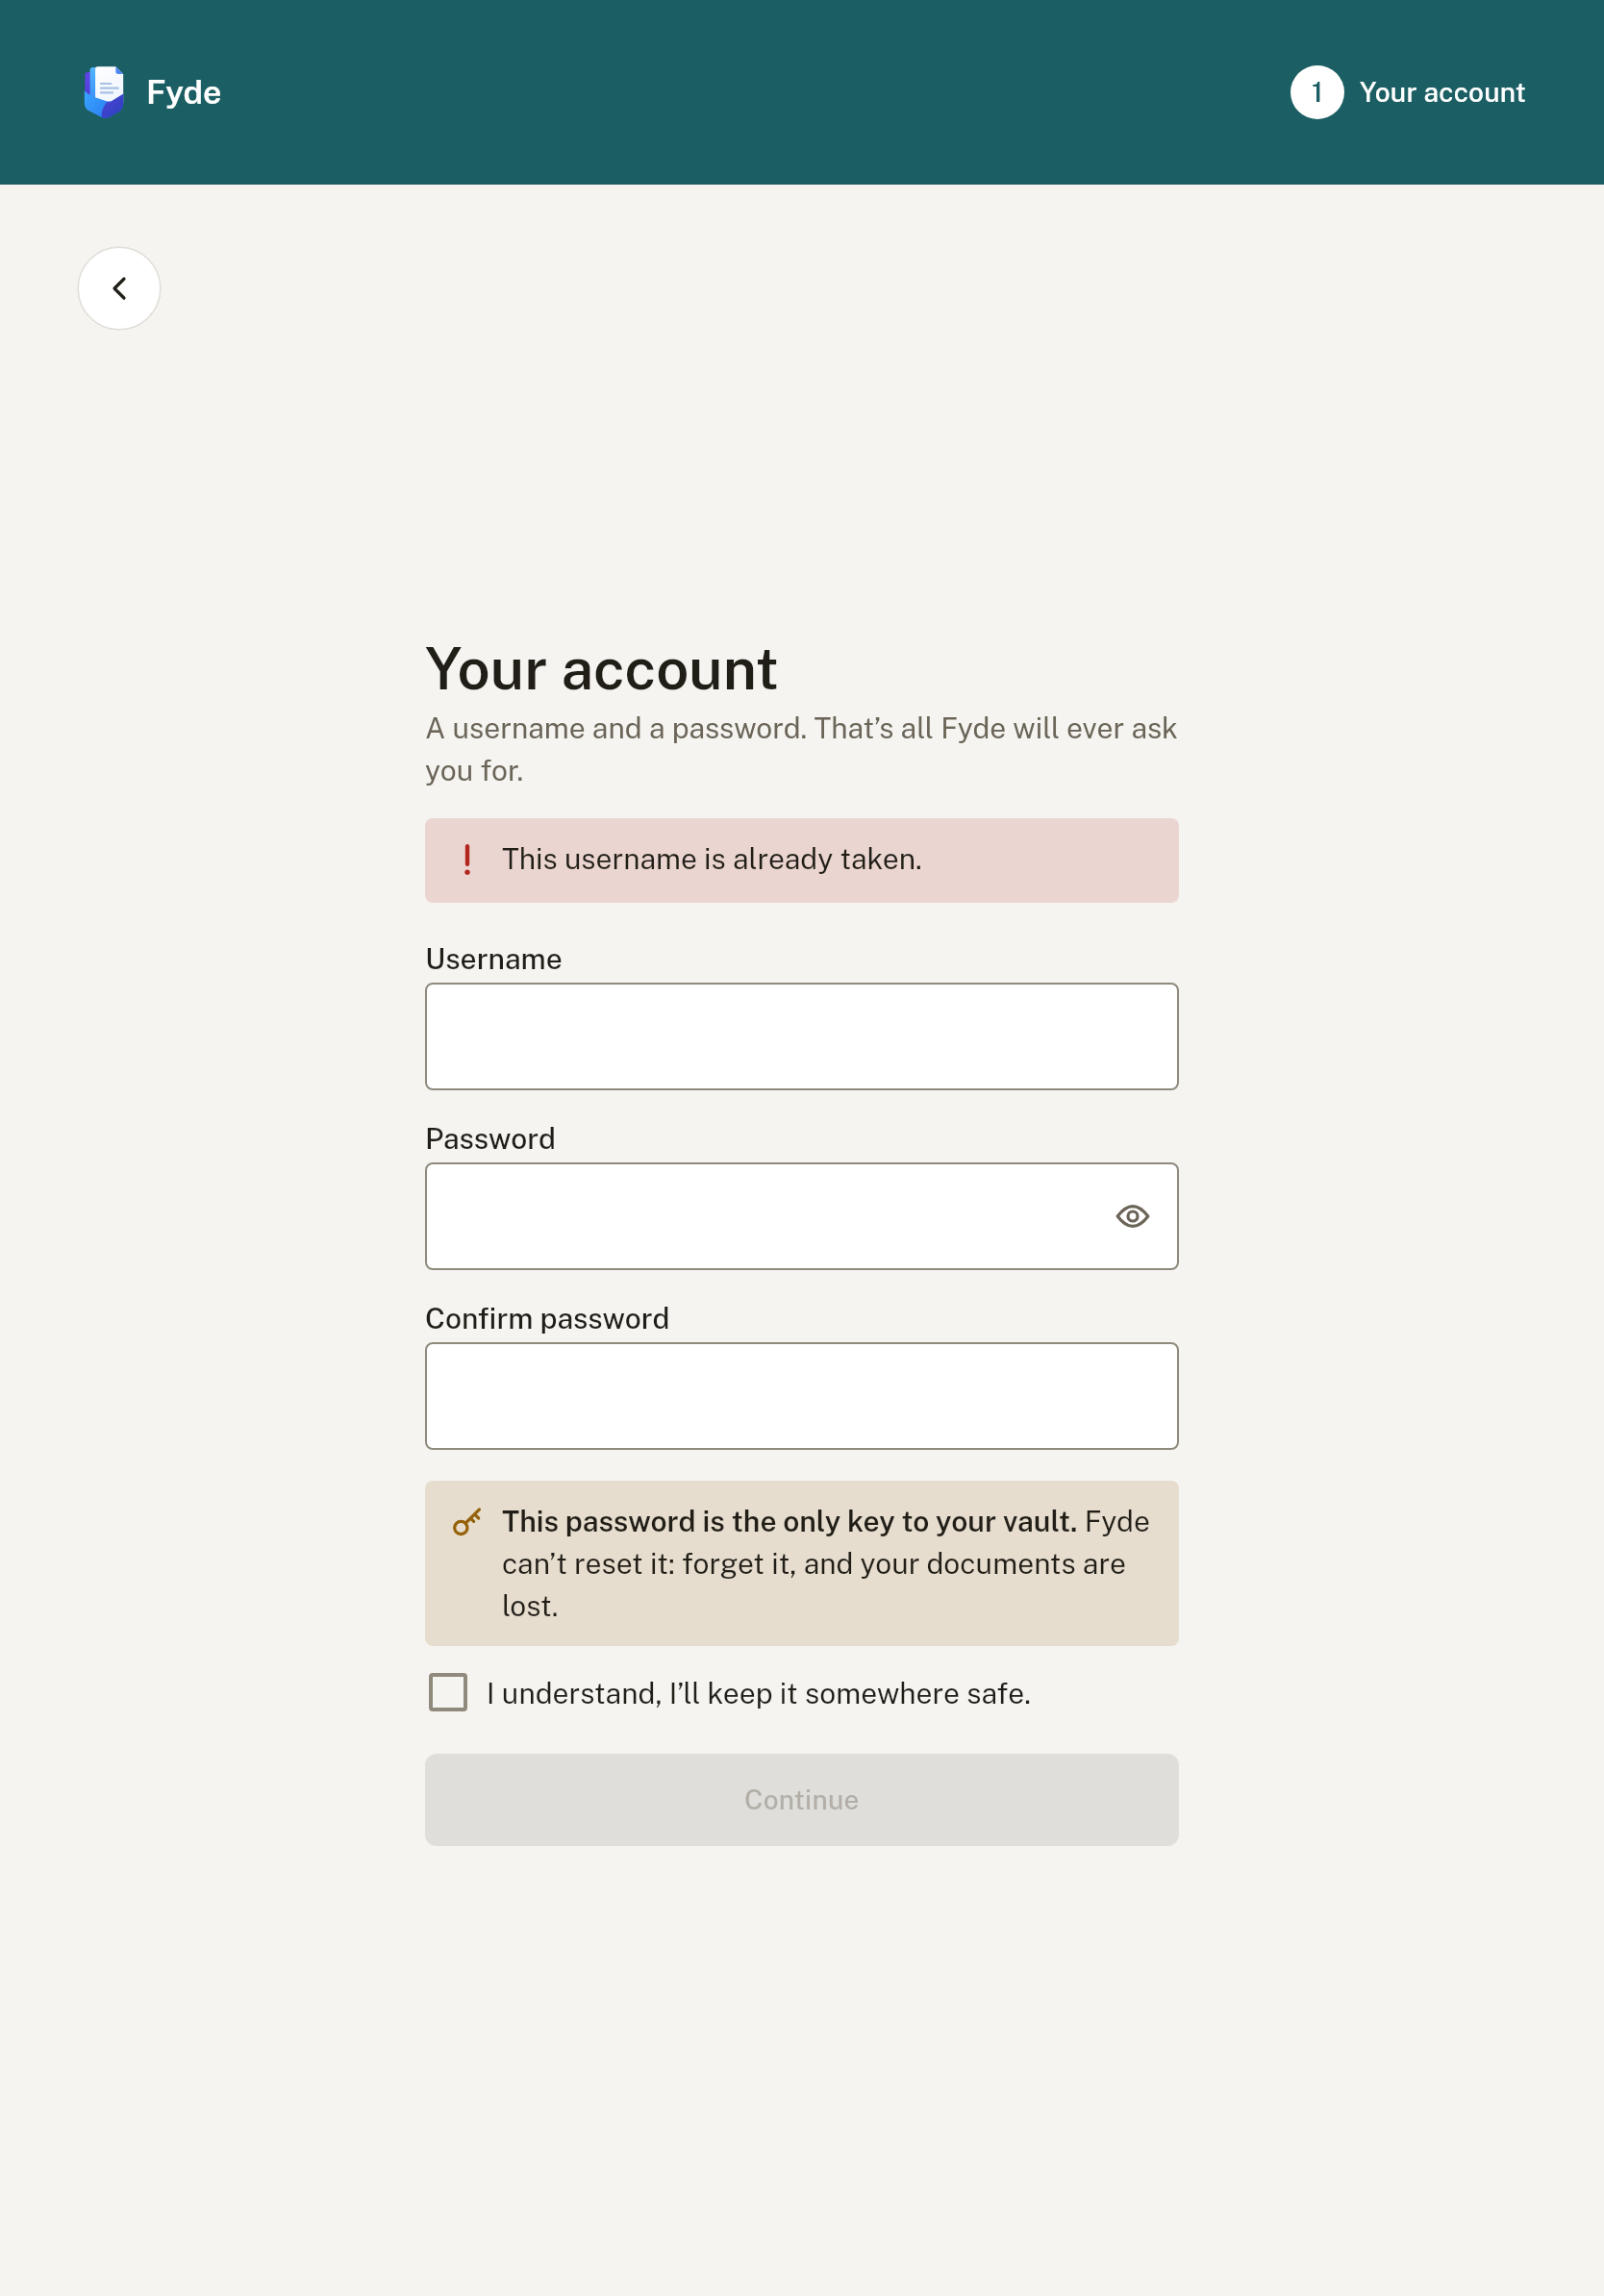 Fyde
1 Your account
Your account
A username and a password. That’s all Fyde will ever ask
you for.
This username is already taken.
Username
Password
Confirm password
This password is the only key to your vault. Fyde
can’t reset it: forget it, and your documents are
lost.
I understand, I’ll keep it somewhere safe.
Continue